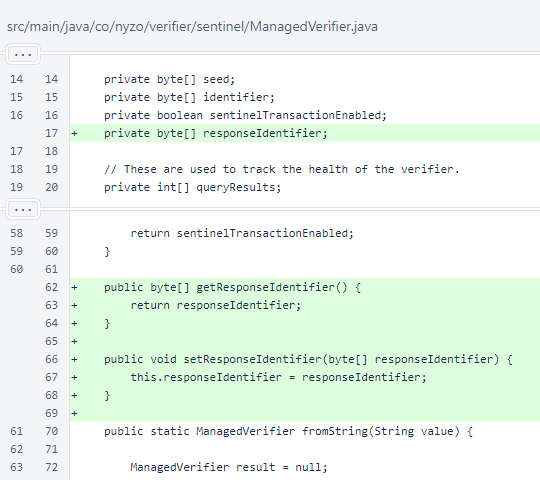 src/main/java/co/nyzo/verifier/sentinel/ManagedVerifier.java
...
14 14 private byte[] seed;
15 15 private byte[] identifier;
16 16 private boolean sentinelTransactionEnabled;
17 + private byte[] responseIdentifier;
17 18
18 19 // These are used to track the health of the verifier.
19 20 private int[] queryResults;
...
58 59 return sentinelTransactionEnabled;
59 60 }
60 61
62 + public byte[] getResponseIdentifier() {
63 + return responseIdentifier;
64 + }
65 +
66 + public void setResponseIdentifier(byte[] responseIdentifier) {
67 + this.responseIdentifier = responseIdentifier;
68 + }
69 +
61 70 public static ManagedVerifier fromString(String value) {
62 71
63 72 ManagedVerifier result = null;